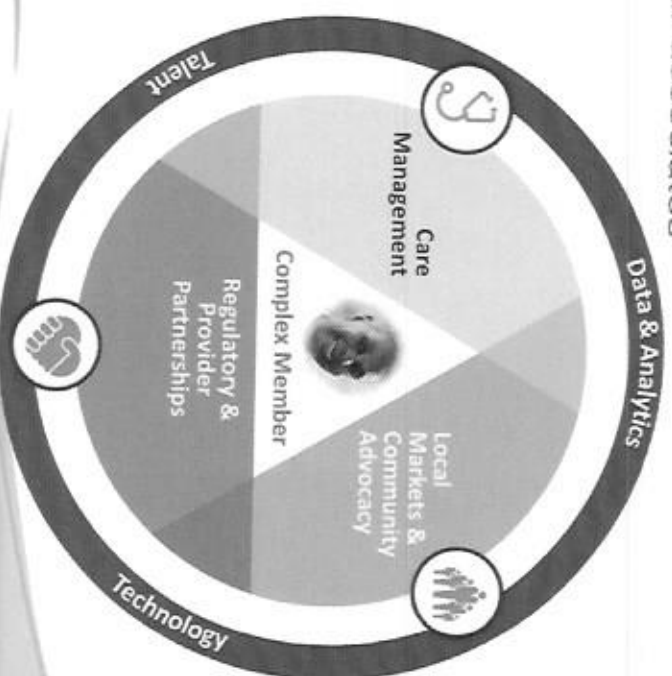 Data & Analytics
Care
Management
Local
Markets &
Community
Advocacy
Complex Member
Regulatory &
Provider
Partnerships
Talent
Technology